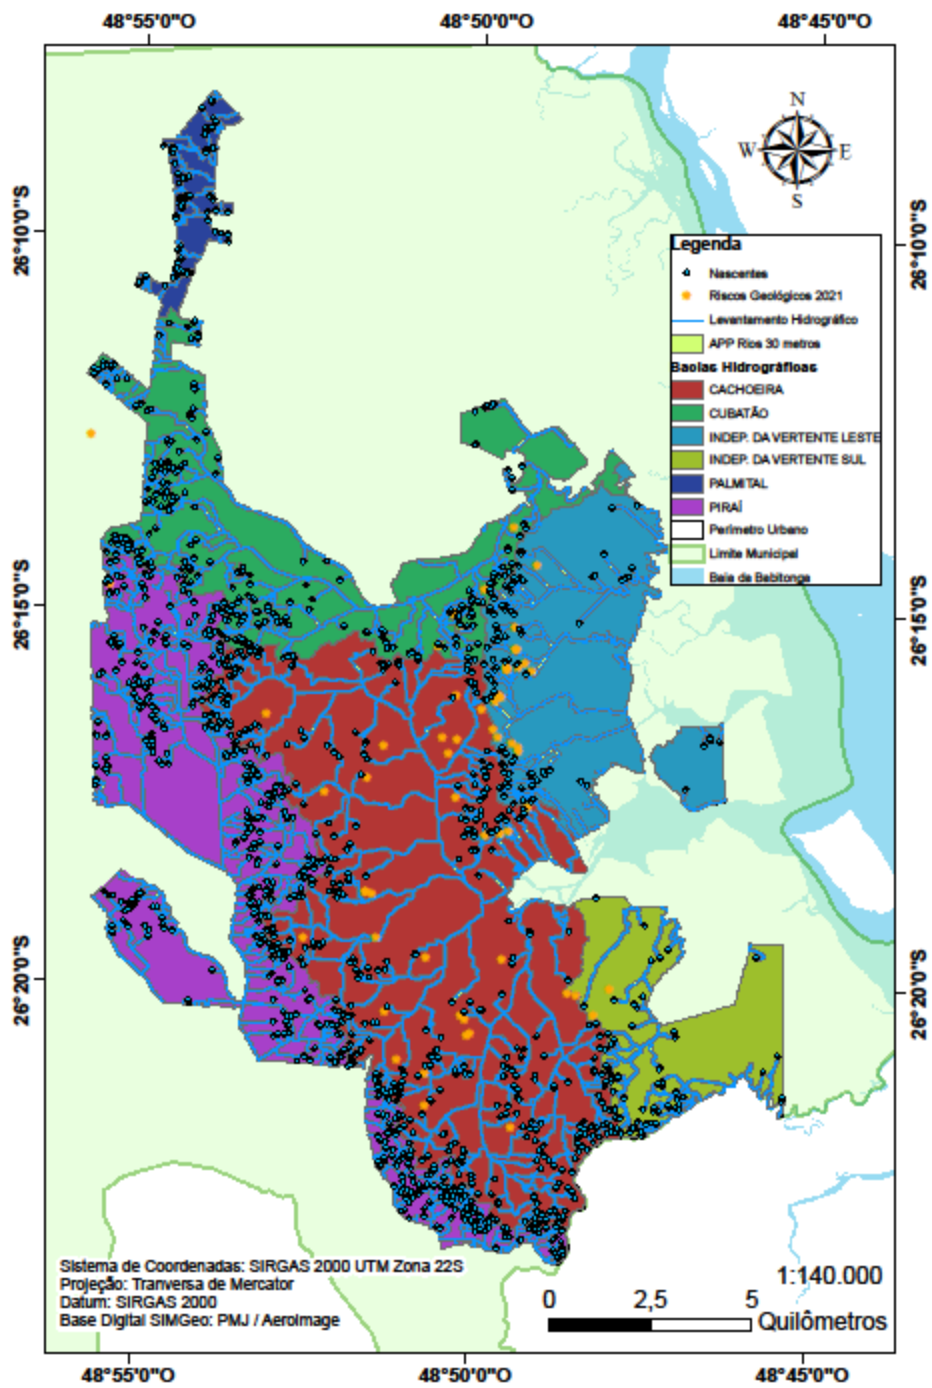 48°55'0"O 48°50'0"O 48°45'0"O
N
W E
S
26°10'0"S 26°10'0"S
Legenda
Nascentes
Riscos Geológicos 2021
Levantamento Hidrográfico
APP Rios 30 metros
Bacias Hidrográficas
CACHOEIRA
CUBATÃO
INDEP. DA VERTENTE LESTE
INDEP. DA VERTENTE SUL
PALMITAL
PIRAÍ
Perímetro Urbano
Limite Municipal
Baia da Babitonga
26°15'0"S 26°15'0"S
26°20'0"S 26°20'0"S
Sistema de Coordenadas: SIRGAS 2000 UTM Zona 22S
Projeção: Tranversa de Mercator
Datum: SIRGAS 2000
Base Digital SIMGeo: PMJ / AeroImage
1:140.000
0 2,5 5
Quilômetros
48°55'0"O 48°50'0"O 48°45'0"O